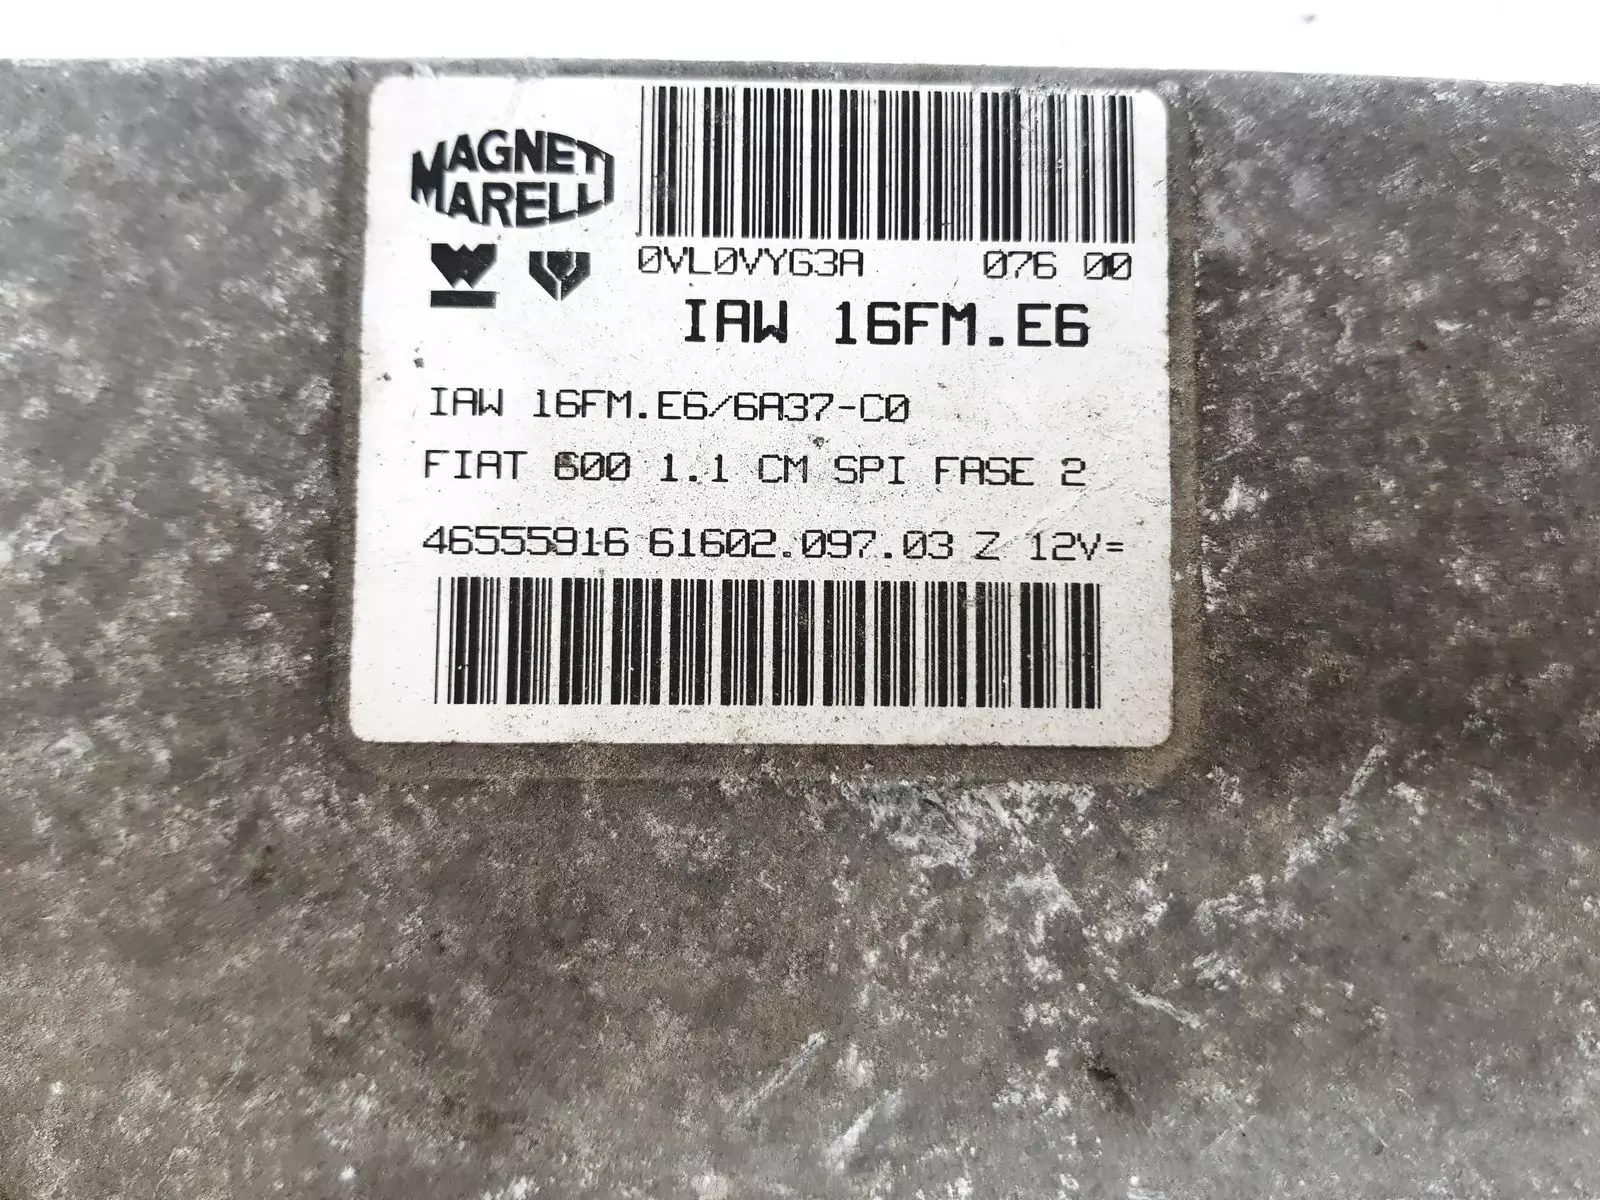 MAGNETI
MARELLI
0VL0VYG3A 076 00
IAW 16FM.E6
IAW 16FM.E6/6A37-C0
FIAT 600 1.1 CM SPI FASE 2
46555916 61602.097.03 Z 12V=